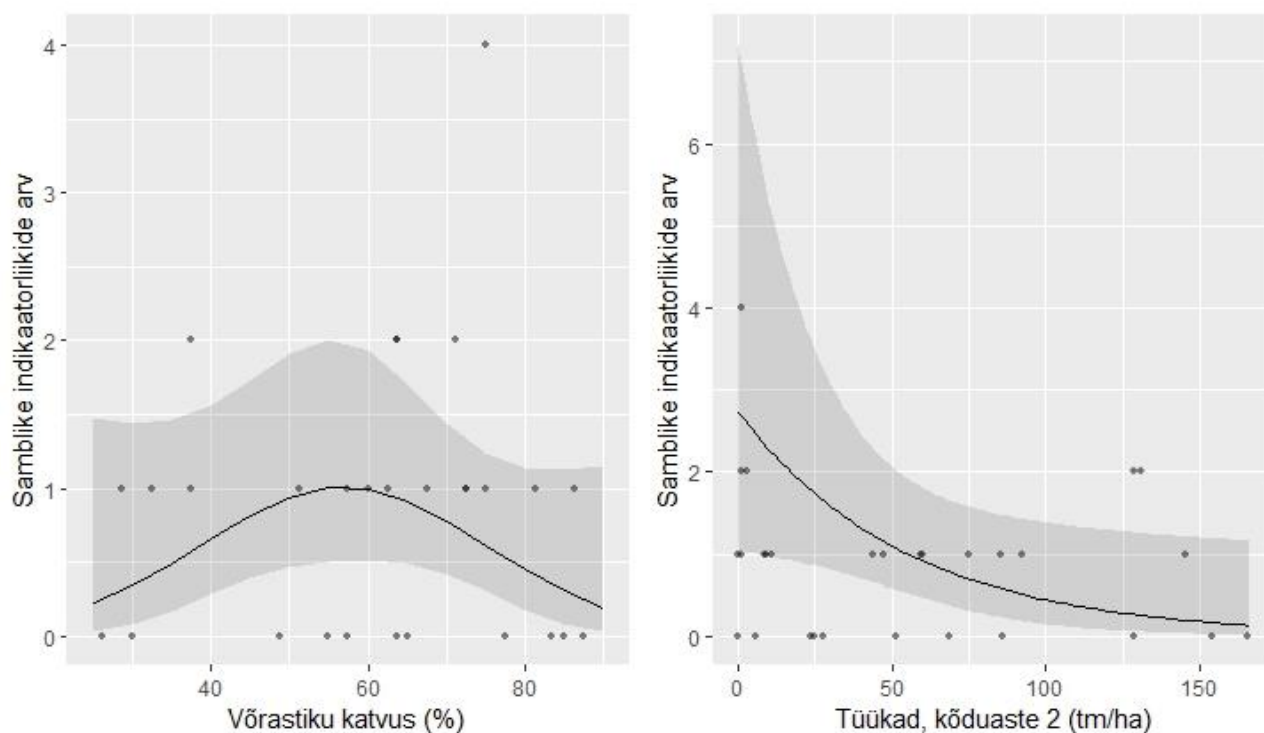 Samblike indikaatorliikide arv
4
3
2
1
0
40 60 80
Võrastiku katvus (%)
Samblike indikaatorliikide arv
6
4
2
0
0 50 100 150
Tüükad, kõduaste 2 (tm/ha)